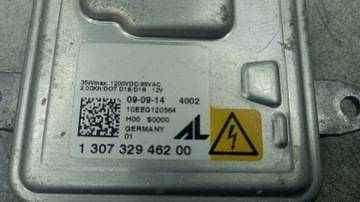 35Wmax. 1200VDC/85VAC
2.00Kh/DOT D1S/D1R 12V
09-09-14 4002
10EEG120564
H00 S0000
GERMANY
01
AL
1 307 329 462 00